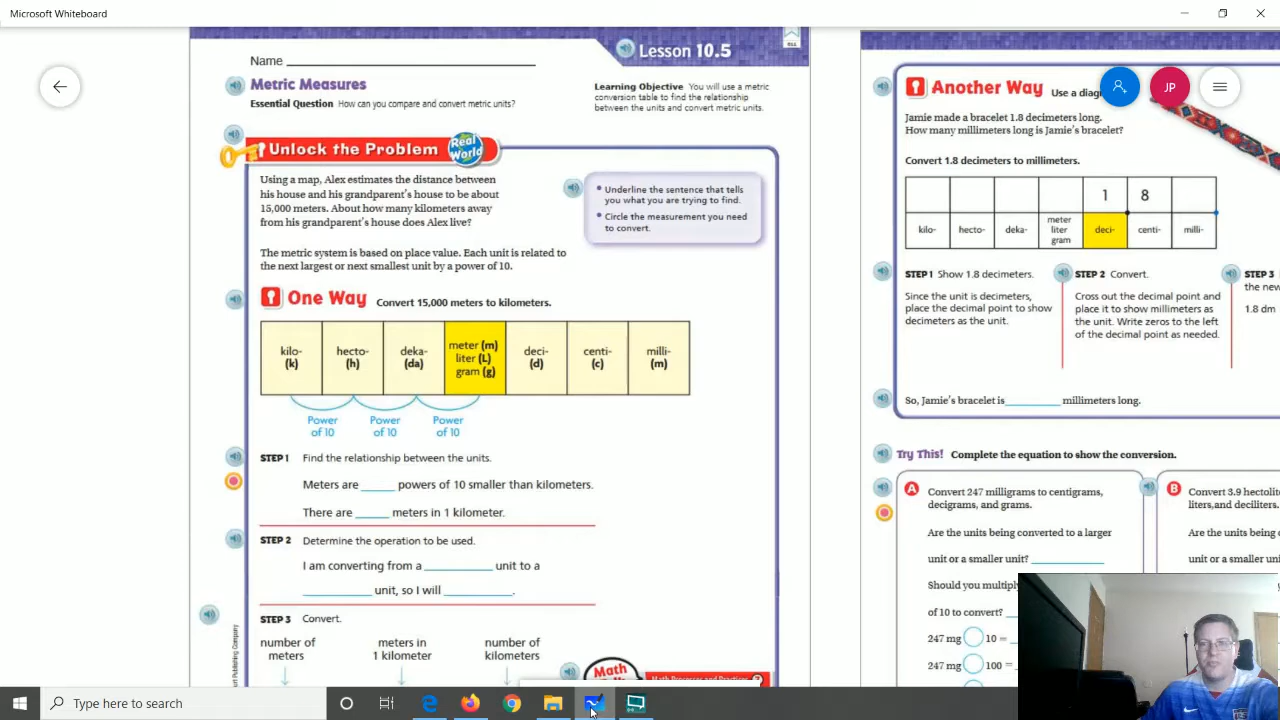 Microsoft Whiteboard
Lesson 10.5
Name
Metric Measures
Essential Question How can you compare and convert metric units?
Learning Objective You will use a metric
conversion table to find the relationship
between the units and convert metric units.
Unlock the Problem
Real
World
Using a map, Alex estimates the distance between
his house and his grandparent's house to be about
15,000 meters. About how many kilometers away
from his grandparent's house does Alex live?
• Underline the sentence that tells
you what you are trying to find.
• Circle the measurement you need
to convert.
The metric system is based on place value. Each unit is related to
the next largest or next smallest unit by a power of 10.
One Way Convert 15,000 meters to kilometers.
kilo- (k) hecto- (h) deka- (da) meter (m) liter (L) gram (g) deci- (d) centi- (c) milli- (m)
Power of 10 Power of 10 Power of 10
STEP 1 Find the relationship between the units.
Meters are ______ powers of 10 smaller than kilometers.
There are ______ meters in 1 kilometer.
STEP 2 Determine the operation to be used.
I am converting from a ____________ unit to a
____________ unit, so I will ____________.
STEP 3 Convert.
number of meters
meters in 1 kilometer
number of kilometers
Math
Math Processes and Practices
JP
Another Way Use a diag
Jamie made a bracelet 1.8 decimeters long.
How many millimeters long is Jamie's bracelet?
Convert 1.8 decimeters to millimeters.
1 8
kilo- hecto- deka- meter liter gram deci- centi- milli-
STEP 1 Show 1.8 decimeters.
Since the unit is decimeters,
place the decimal point to show
decimeters as the unit.
STEP 2 Convert.
Cross out the decimal point and
place it to show millimeters as
the unit. Write zeros to the left
of the decimal point as needed.
STEP 3
the new
1.8 dm
So, Jamie's bracelet is __________ millimeters long.
Try This! Complete the equation to show the conversion.
A Convert 247 milligrams to centigrams,
decigrams, and grams.
Are the units being converted to a larger
unit or a smaller unit? ____________
Should you multiply
of 10 to convert?
247 mg ○ 10 =
247 mg ○ 100 =
B Convert 3.9 hectolit
liters,and deciliters.
Are the units being
unit or a smaller uni
Type here to search